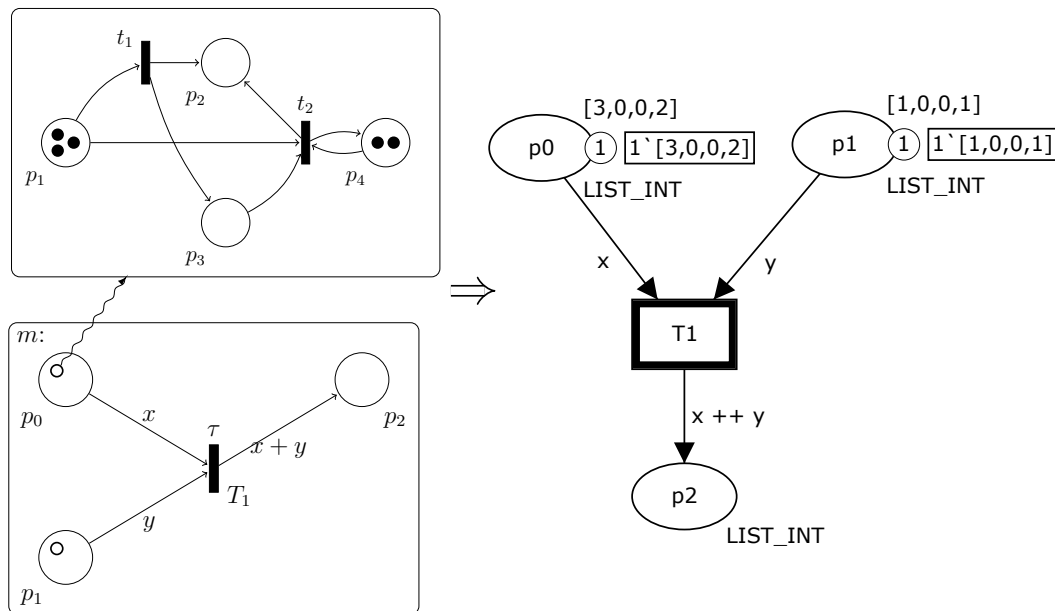 t₁
p₂
t₂
p₁
p₄
p₃
⇒
m:
p₀
x
τ
x + y
p₂
T₁
y
p₁
[3,0,0,2]
p0
1
1`[3,0,0,2]
LIST_INT
[1,0,0,1]
p1
1
1`[1,0,0,1]
LIST_INT
x
y
T1
x ++ y
p2
LIST_INT